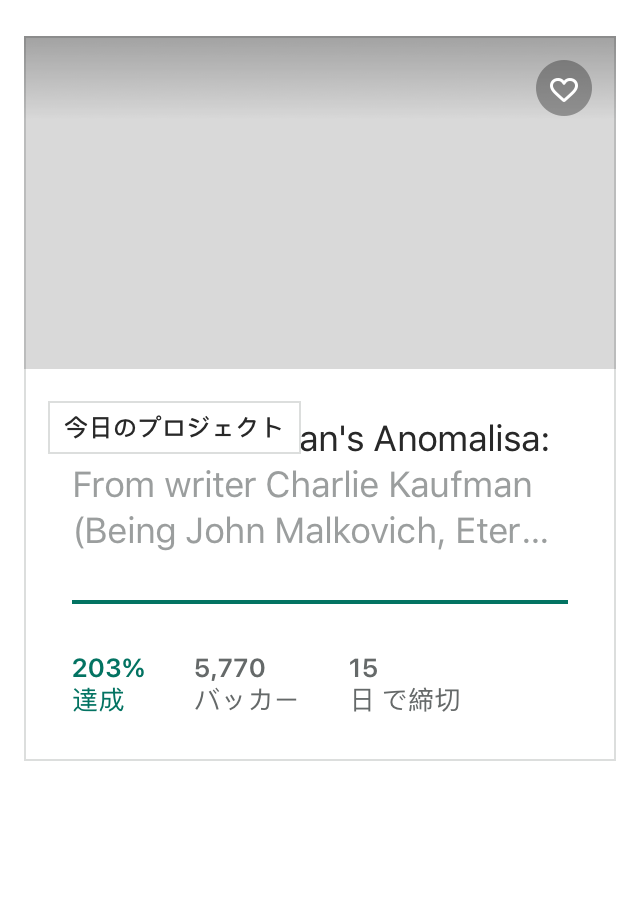 今日のプロジェクト
an's Anomalisa:
From writer Charlie Kaufman
(Being John Malkovich, Eter...
203% 5,770 15
達成 バッカー 日 で締切